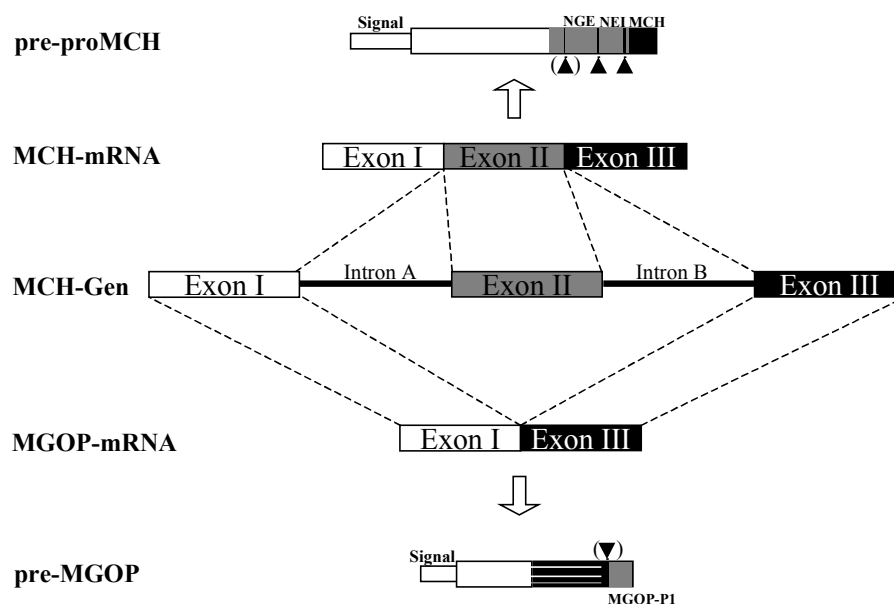 Signal NGE NEI MCH
pre-proMCH
( )
MCH-mRNA Exon I Exon II Exon III
MCH-Gen Exon I Intron A Exon II Intron B Exon III
MGOP-mRNA Exon I Exon III
( )
Signal
pre-MGOP
MGOP-P1